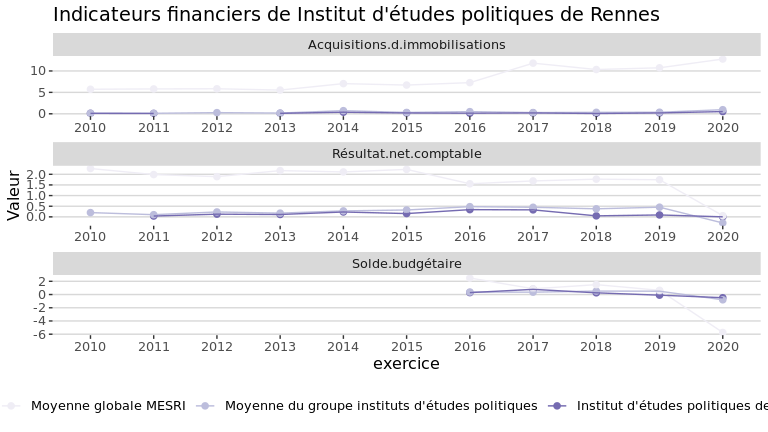 Indicateurs financiers de Institut d'études politiques de Rennes
Acquisitions.d.immobilisations
10
5
0
2010 2011 2012 2013 2014 2015 2016 2017 2018 2019 2020
Résultat.net.comptable
2.0
1.5
1.0
0.5
0.0
2010 2011 2012 2013 2014 2015 2016 2017 2018 2019 2020
Valeur
Solde.budgétaire
2
0
-2
-4
-6
2010 2011 2012 2013 2014 2015 2016 2017 2018 2019 2020
exercice
Moyenne globale MESRI Moyenne du groupe instituts d'études politiques Institut d'études politiques de